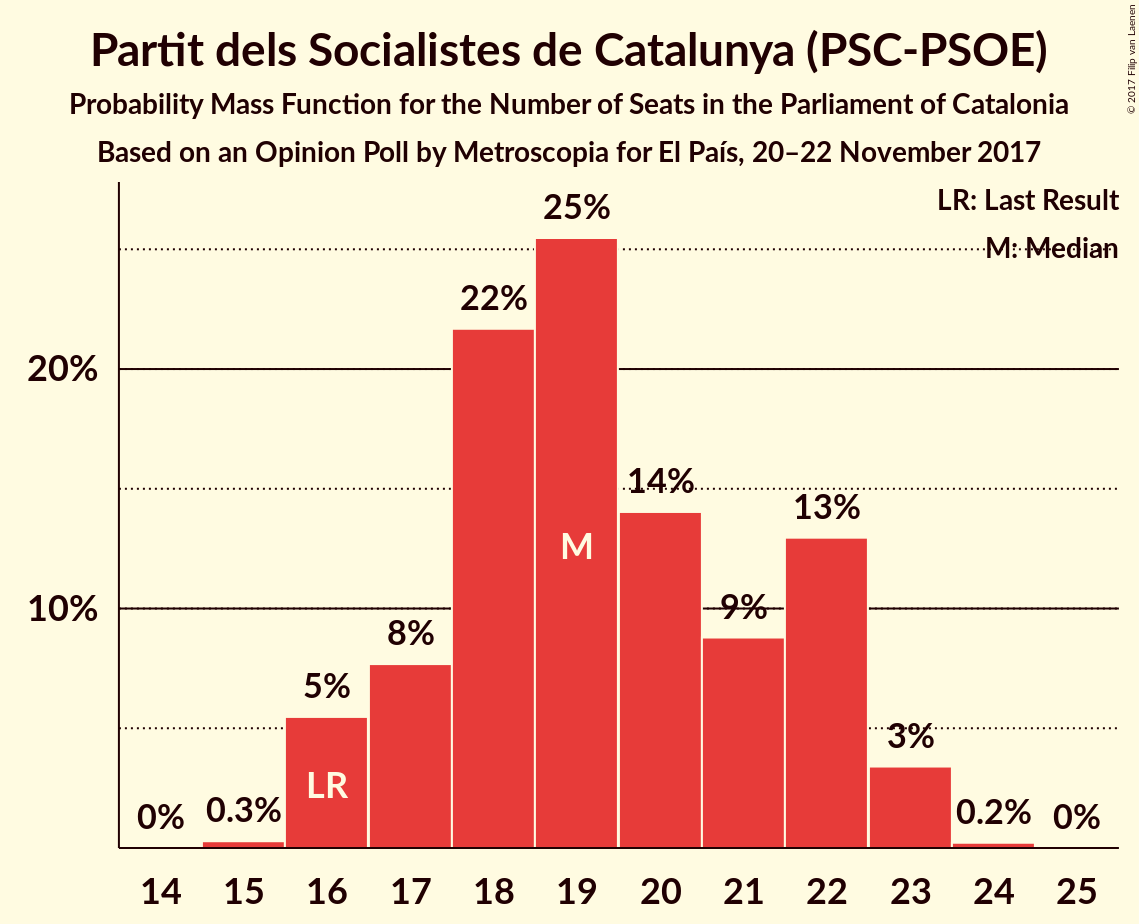 Partit dels Socialistes de Catalunya (PSC-PSOE)
Probability Mass Function for the Number of Seats in the Parliament of Catalonia
Based on an Opinion Poll by Metroscopia for El País, 20–22 November 2017
© 2017 Filip van Laenen
LR: Last Result
M: Median
25%
22%
20%
14%
13%
M
10%
9%
8%
5%
3%
LR
0%
0.3%
0.2%
0%
14 15 16 17 18 19 20 21 22 23 24 25